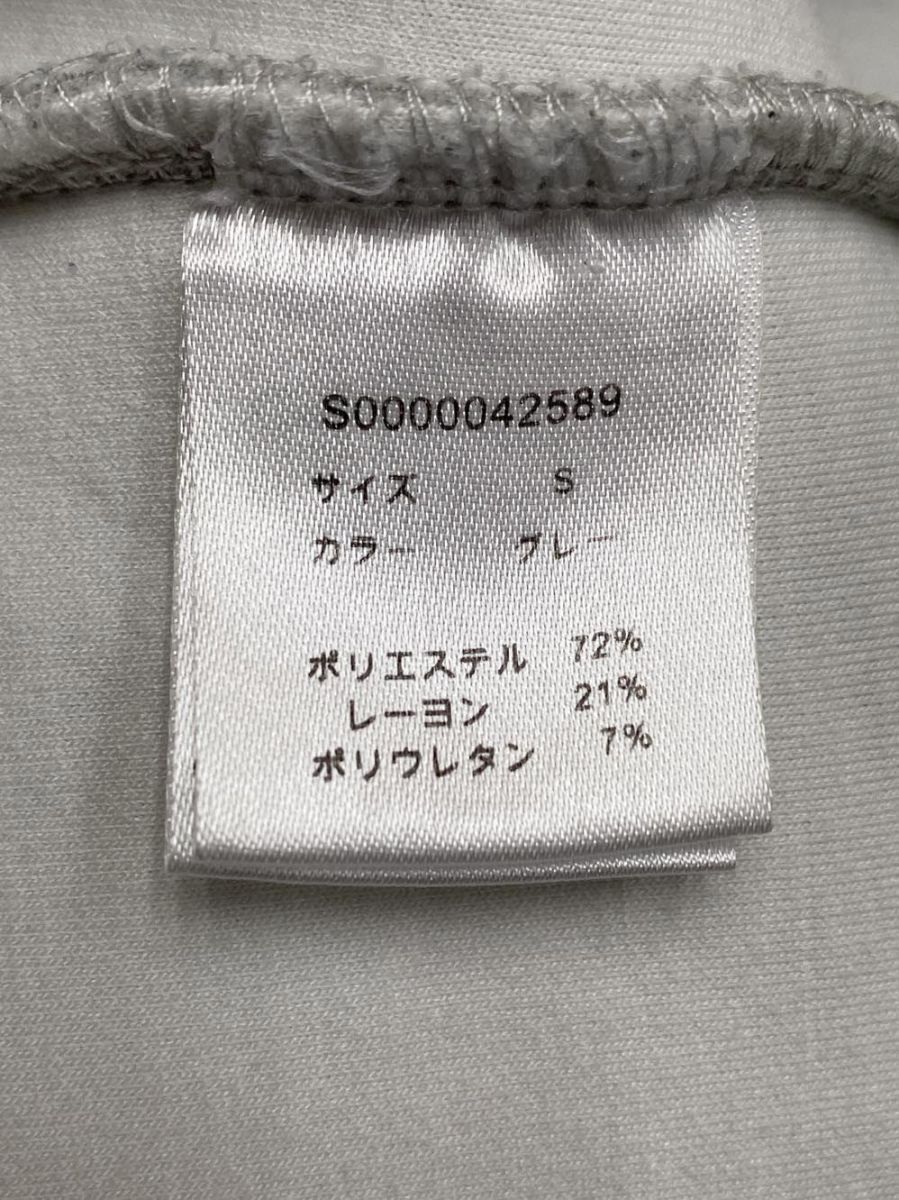 S0000042589
サイズ S
カラー グレー
ポリエステル 72%
レーヨン 21%
ポリウレタン 7%